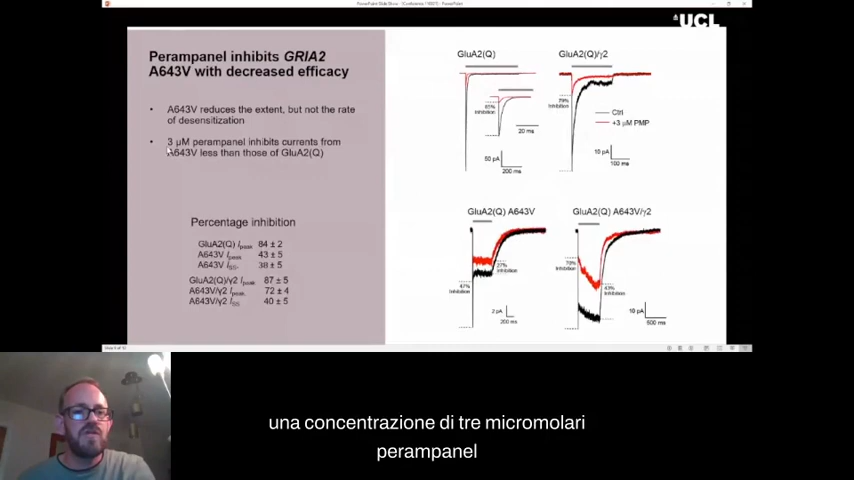 PowerPoint Slide Show
UCL
Perampanel inhibits GRIA2
A643V with decreased efficacy
• A643V reduces the extent, but not the rate
of desensitization
• 3 μM perampanel inhibits currents from
A643V less than those of GluA2(Q)
Percentage inhibition
GluA2(Q) Ipeak 84 ± 2
A643V Ipeak 43 ± 5
A643V ISS 38 ± 5
GluA2(Q)/γ2 Ipeak 87 ± 5
A643V/γ2 Ipeak 72 ± 4
A643V/γ2 ISS 40 ± 5
GluA2(Q)
GluA2(Q)/γ2
Inhibition
20 ms
50 pA
200 ms
79%
Inhibition
Ctrl
+3 μM PMP
10 pA
100 ms
GluA2(Q) A643V
GluA2(Q) A643V/γ2
Inhibition
47%
Inhibition
2 pA
200 ms
Inhibition
43%
Inhibition
10 pA
500 ms
una concentrazione di tre micromolari
perampanel